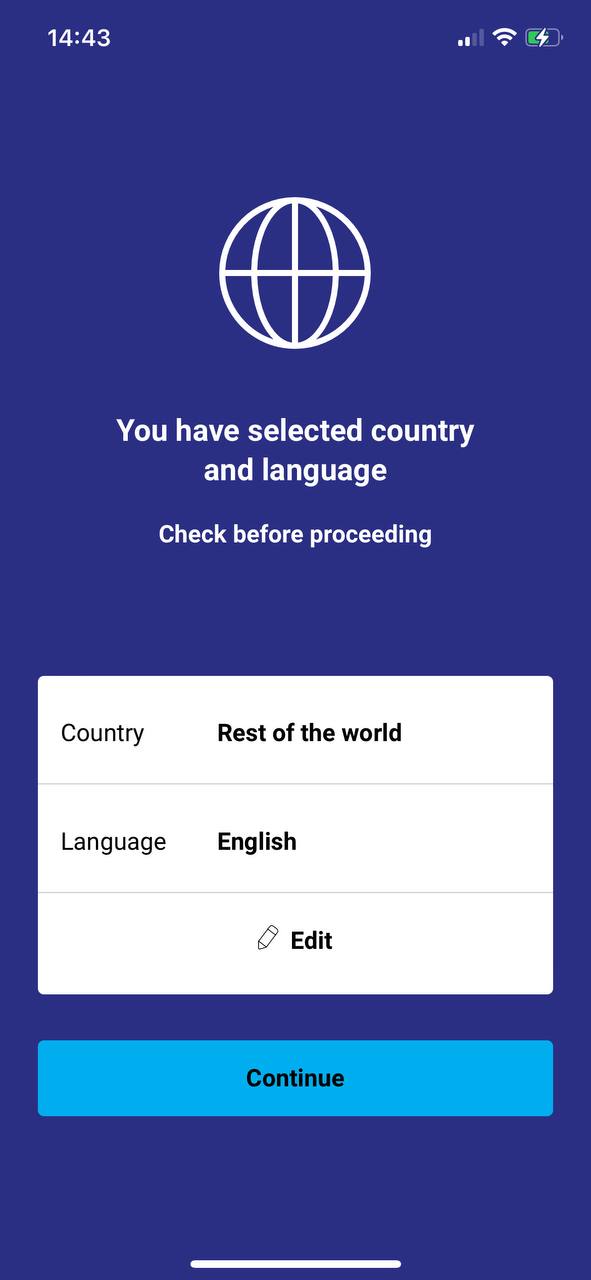 14:43
You have selected country
and language
Check before proceeding
Country Rest of the world
Language English
Edit
Continue